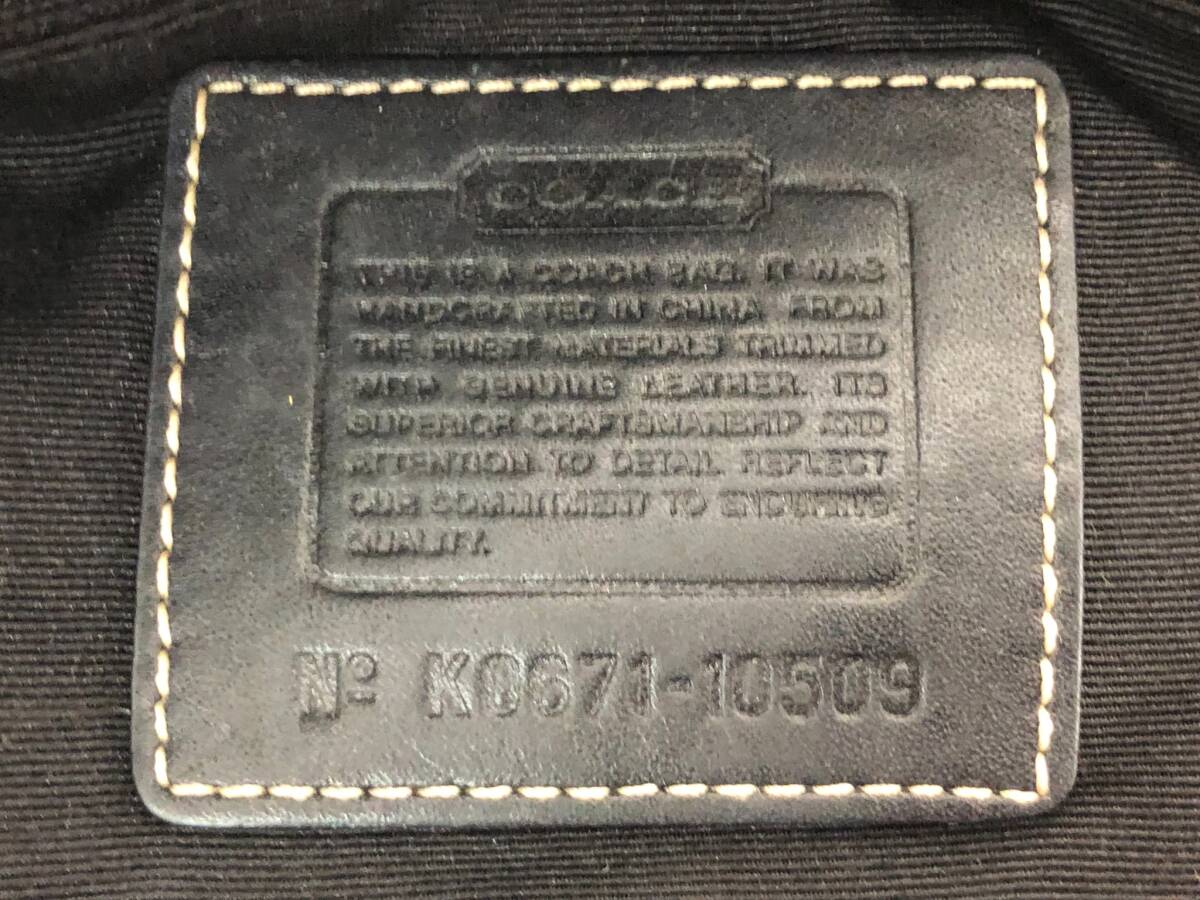 COACH
THIS IS A COACH BAG. IT WAS
HANDCRAFTED IN CHINA FROM
THE FINEST MATERIALS TRIMMED
WITH GENUINE LEATHER. ITS
SUPERIOR CRAFTSMANSHIP AND
ATTENTION TO DETAIL REFLECT
OUR COMMITMENT TO ENDURING
QUALITY.
Nº K0671-10509